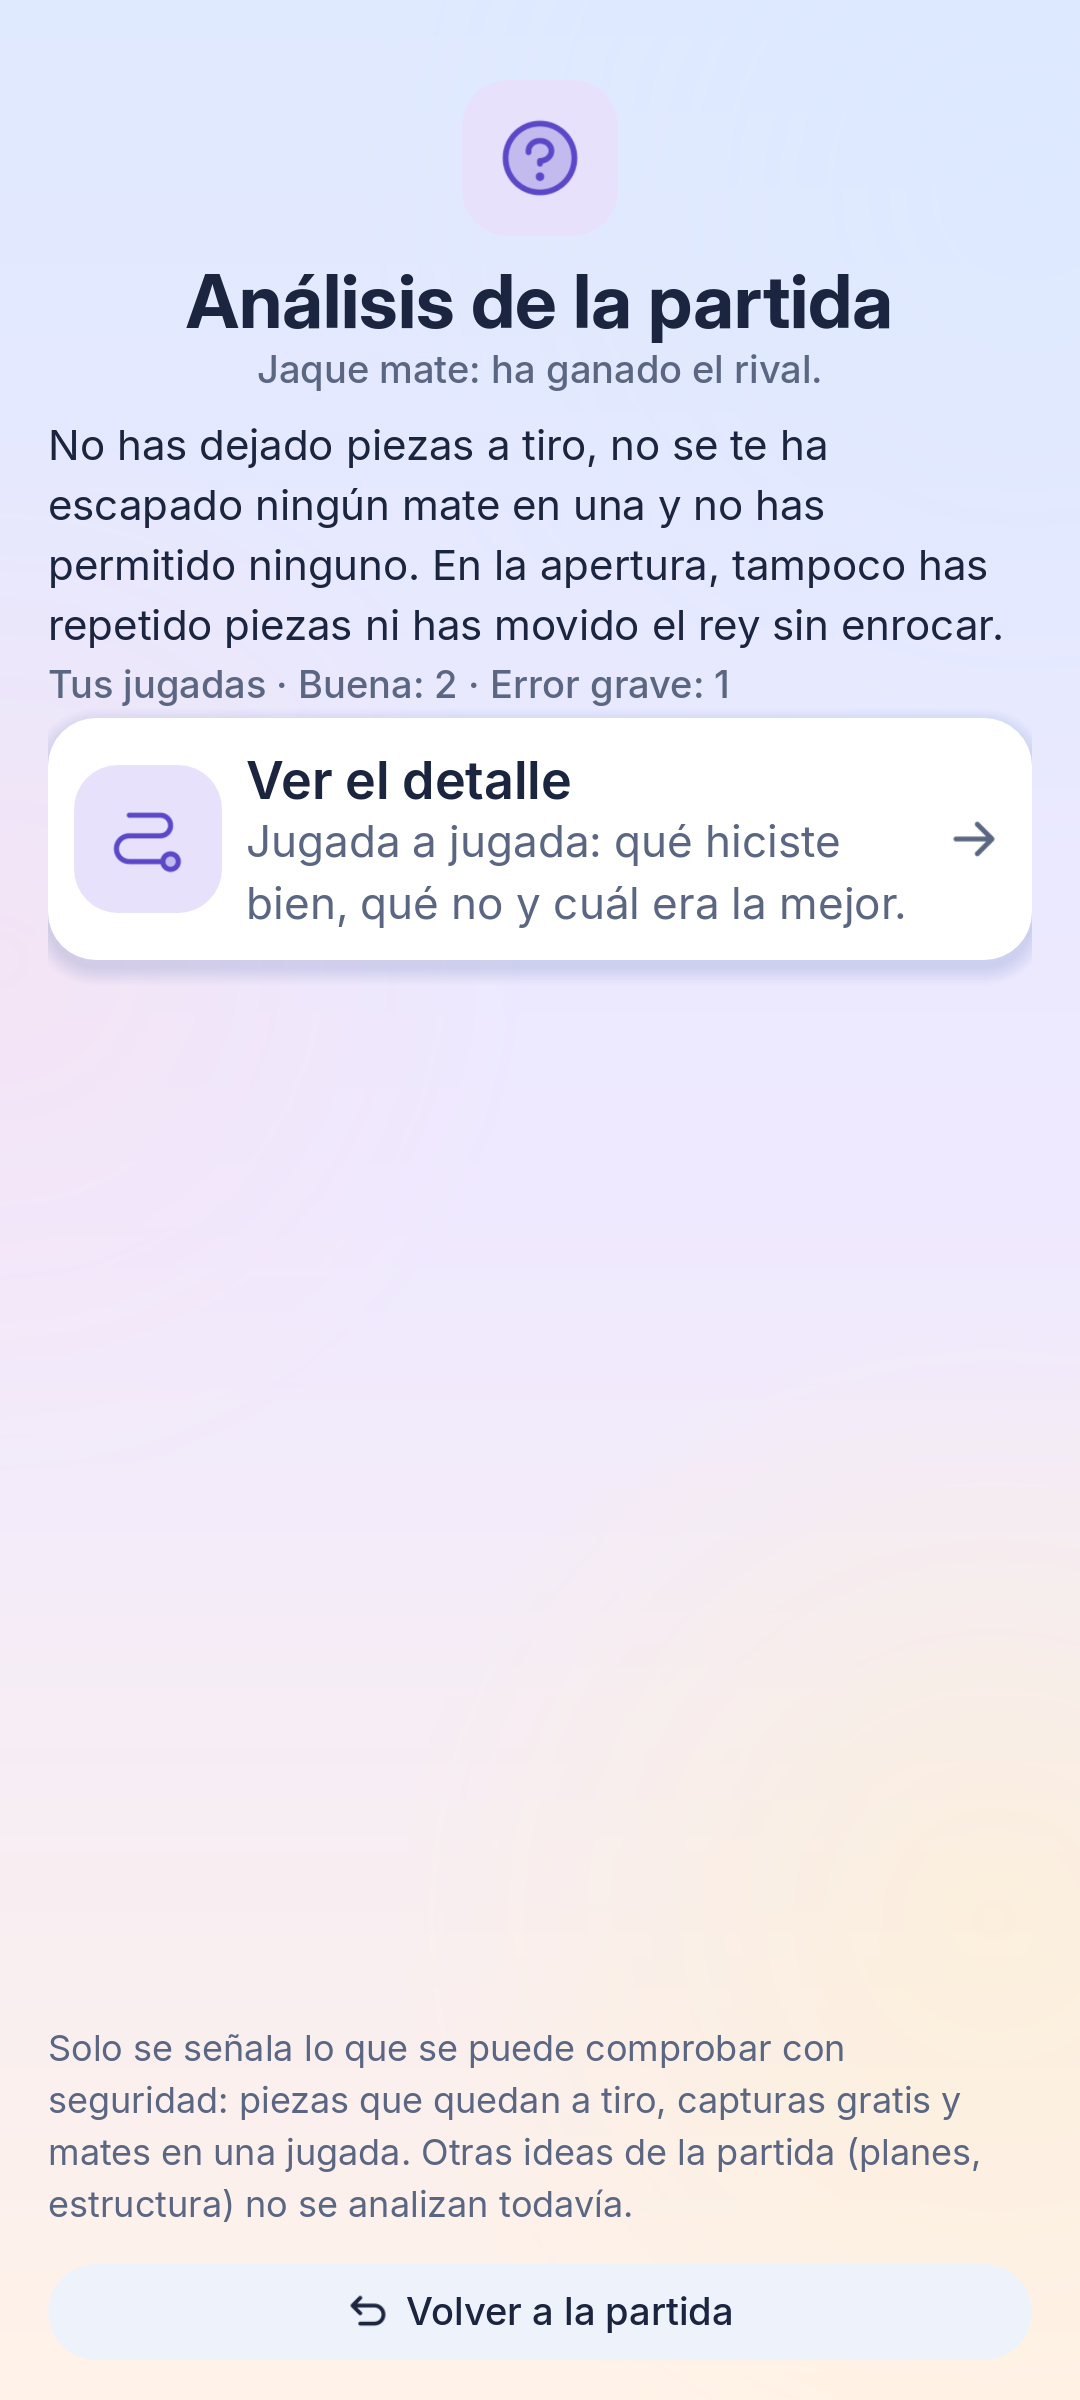 Análisis de la partida
Jaque mate: ha ganado el rival.
No has dejado piezas a tiro, no se te ha
escapado ningún mate en una y no has
permitido ninguno. En la apertura, tampoco has
repetido piezas ni has movido el rey sin enrocar.
Tus jugadas · Buena: 2 · Error grave: 1
Ver el detalle
Jugada a jugada: qué hiciste
bien, qué no y cuál era la mejor.
Solo se señala lo que se puede comprobar con
seguridad: piezas que quedan a tiro, capturas gratis y
mates en una jugada. Otras ideas de la partida (planes,
estructura) no se analizan todavía.
Volver a la partida